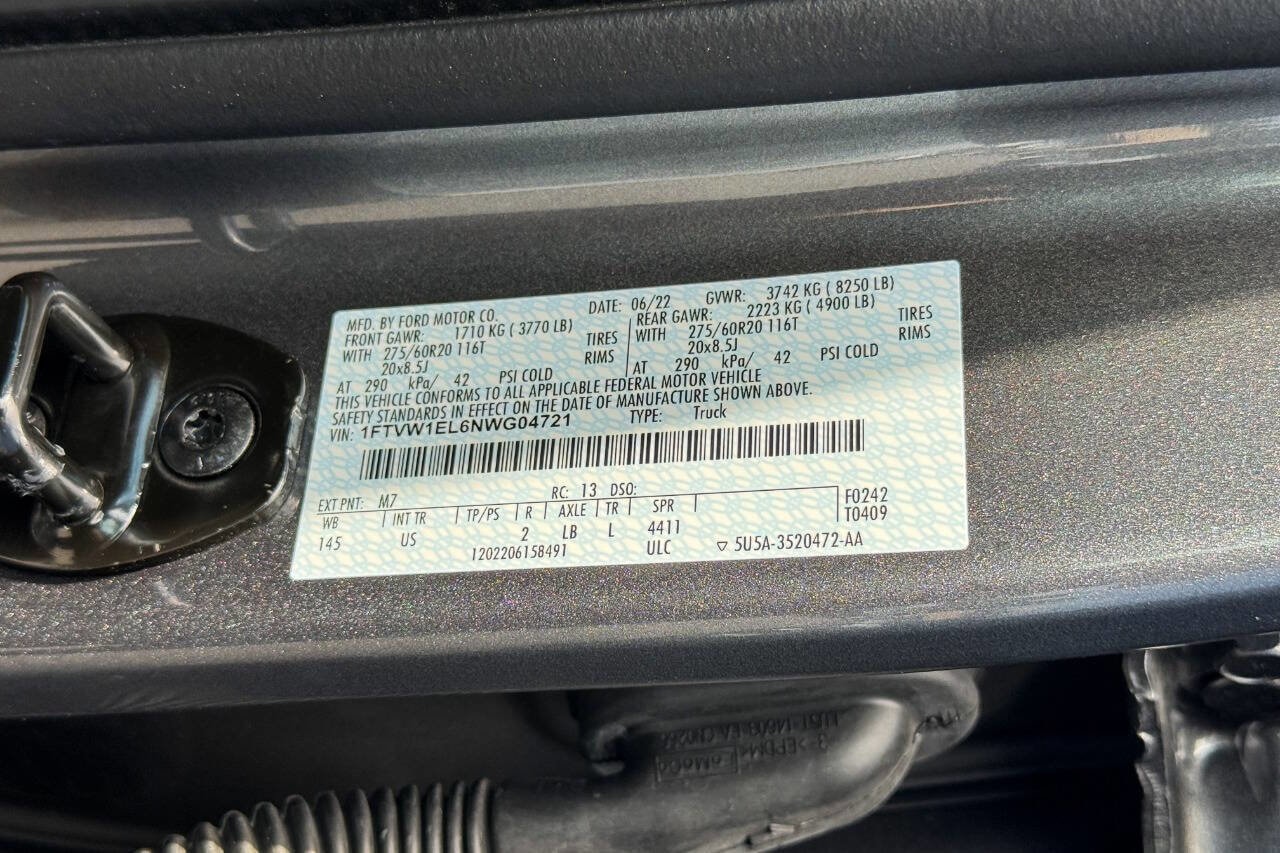 MFD. BY FORD MOTOR CO. DATE: 06/22 GVWR: 3742 KG ( 8250 LB)
FRONT GAWR: 1710 KG ( 3770 LB) REAR GAWR: 2223 KG ( 4900 LB)
WITH 275/60R20 116T TIRES WITH 275/60R20 116T TIRES
20x8.5J RIMS 20x8.5J RIMS
AT 290 kPa/ 42 PSI COLD AT 290 kPa/ 42 PSI COLD
THIS VEHICLE CONFORMS TO ALL APPLICABLE FEDERAL MOTOR VEHICLE
SAFETY STANDARDS IN EFFECT ON THE DATE OF MANUFACTURE SHOWN ABOVE.
VIN: 1FTVW1EL6NWG04721 TYPE: Truck
EXT PNT: M7 RC: 13 DSO:
WB INT TR TP/PS R AXLE TR SPR F0242
145 US 2 LB L 4411 T0409
1202206158491 ULC ▽ 5U5A-3520472-AA
FoMoCo